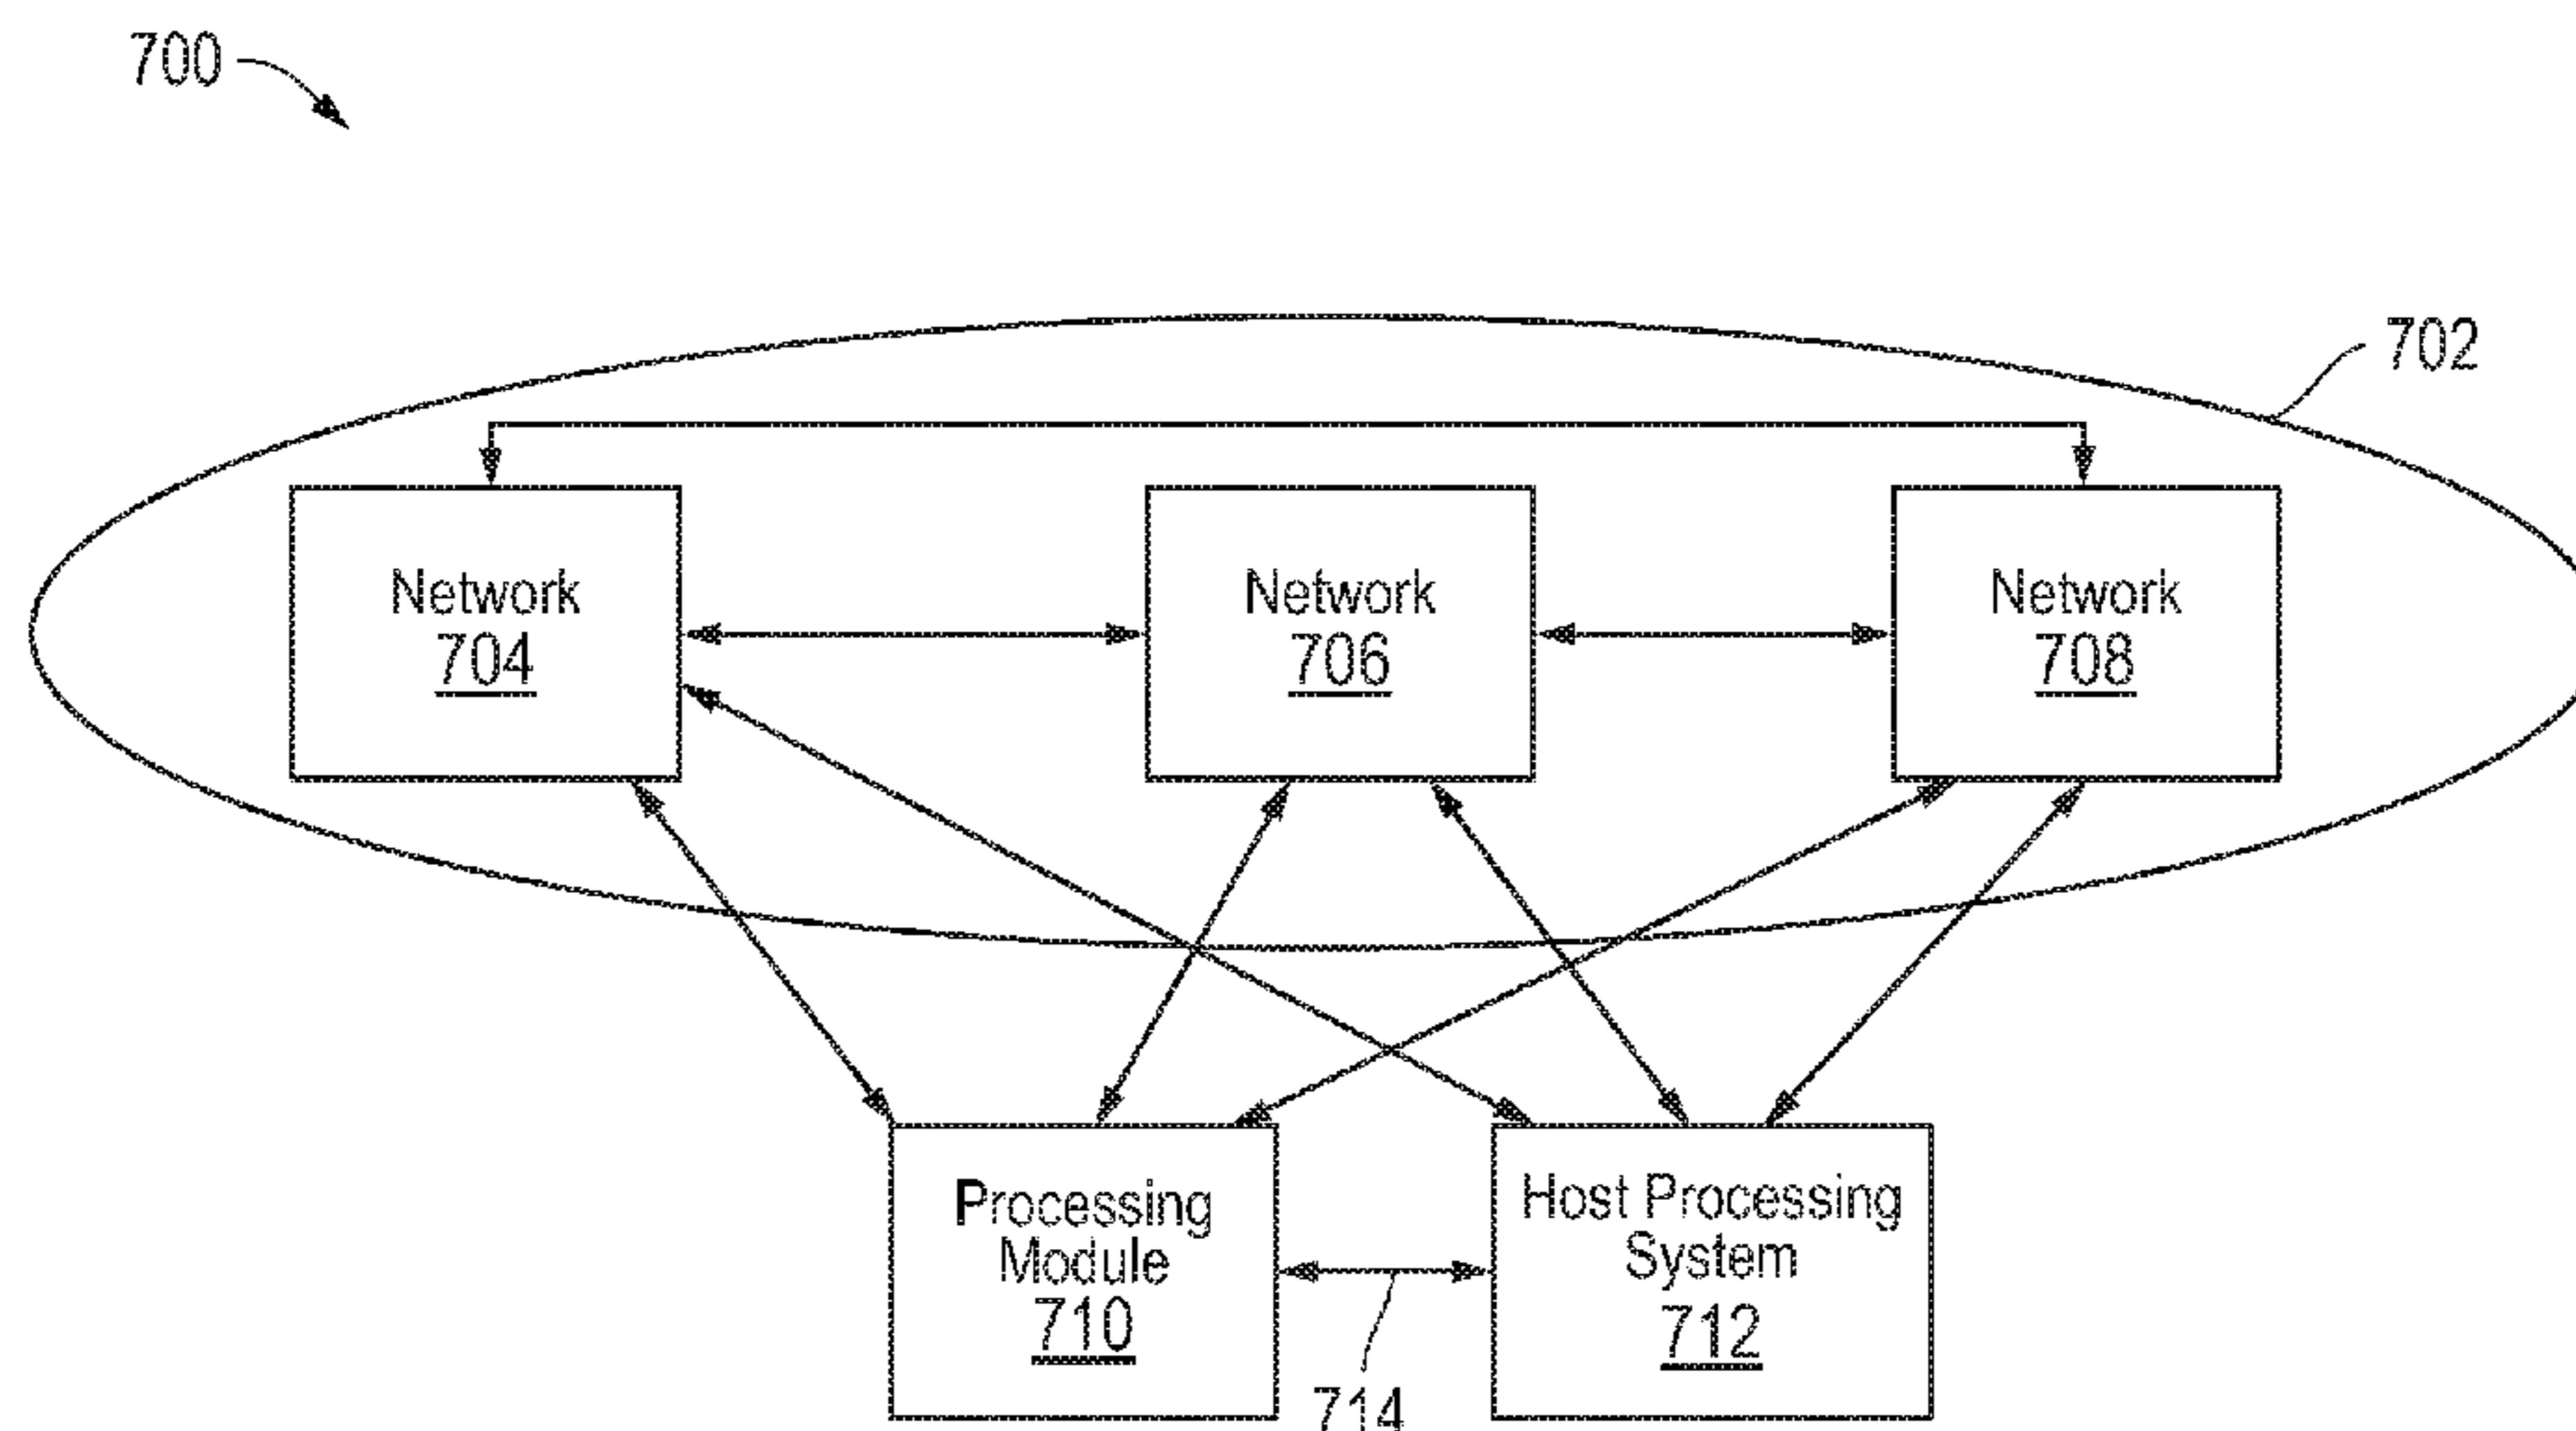 700
702
Network
704
Network
706
Network
708
Processing
Module
710
Host Processing
System
712
714